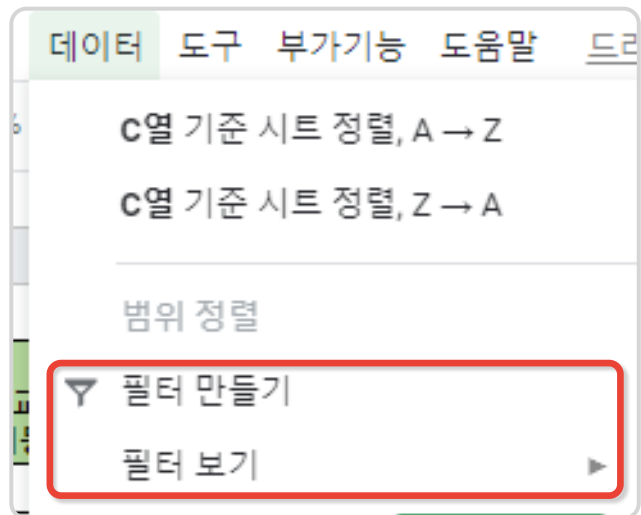 데이터 도구 부가기능 도움말
C열 기준 시트 정렬, A → Z
C열 기준 시트 정렬, Z → A
범위 정렬
필터 만들기
필터 보기